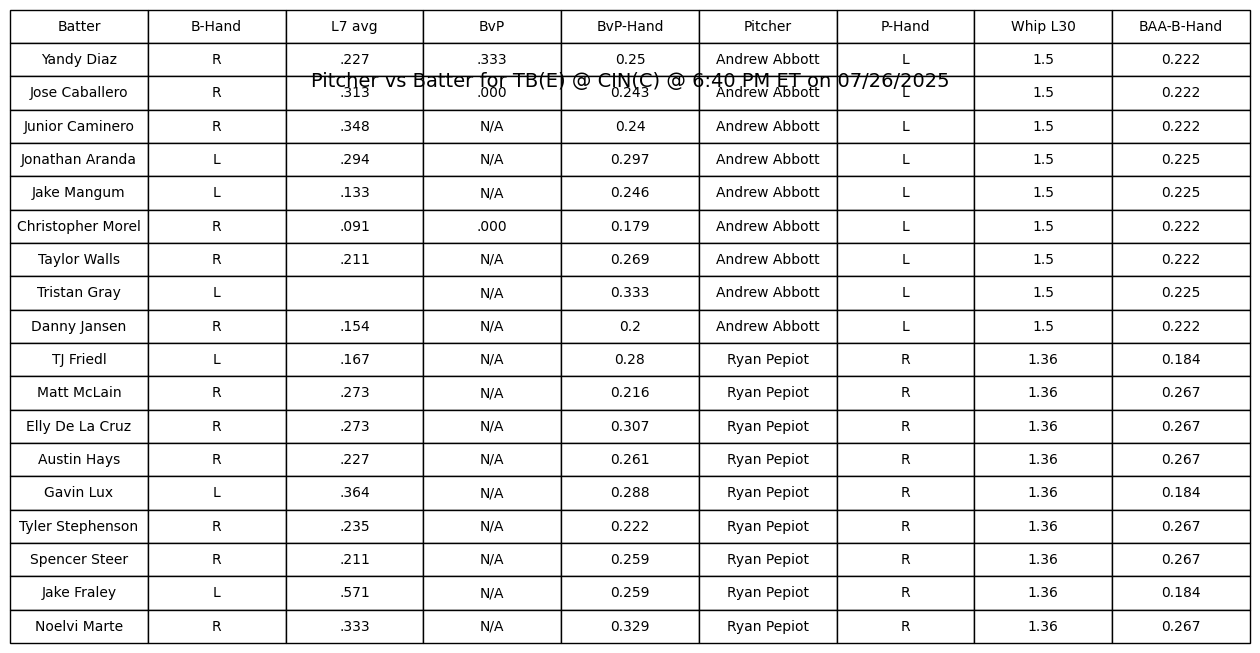 Batter B-Hand L7 avg BvP BvP-Hand Pitcher P-Hand Whip L30 BAA-B-Hand
Yandy Diaz R .227 .333 0.25 Andrew Abbott L 1.5 0.222
Pitcher vs Batter for TB(E) @ CIN(C) @ 6:40 PM ET on 07/26/2025
Jose Caballero R .313 .000 0.243 Andrew Abbott L 1.5 0.222
Junior Caminero R .348 N/A 0.24 Andrew Abbott L 1.5 0.222
Jonathan Aranda L .294 N/A 0.297 Andrew Abbott L 1.5 0.225
Jake Mangum L .133 N/A 0.246 Andrew Abbott L 1.5 0.225
Christopher Morel R .091 .000 0.179 Andrew Abbott L 1.5 0.222
Taylor Walls R .211 N/A 0.269 Andrew Abbott L 1.5 0.222
Tristan Gray L N/A 0.333 Andrew Abbott L 1.5 0.225
Danny Jansen R .154 N/A 0.2 Andrew Abbott L 1.5 0.222
TJ Friedl L .167 N/A 0.28 Ryan Pepiot R 1.36 0.184
Matt McLain R .273 N/A 0.216 Ryan Pepiot R 1.36 0.267
Elly De La Cruz R .273 N/A 0.307 Ryan Pepiot R 1.36 0.267
Austin Hays R .227 N/A 0.261 Ryan Pepiot R 1.36 0.267
Gavin Lux L .364 N/A 0.288 Ryan Pepiot R 1.36 0.184
Tyler Stephenson R .235 N/A 0.222 Ryan Pepiot R 1.36 0.267
Spencer Steer R .211 N/A 0.259 Ryan Pepiot R 1.36 0.267
Jake Fraley L .571 N/A 0.259 Ryan Pepiot R 1.36 0.184
Noelvi Marte R .333 N/A 0.329 Ryan Pepiot R 1.36 0.267